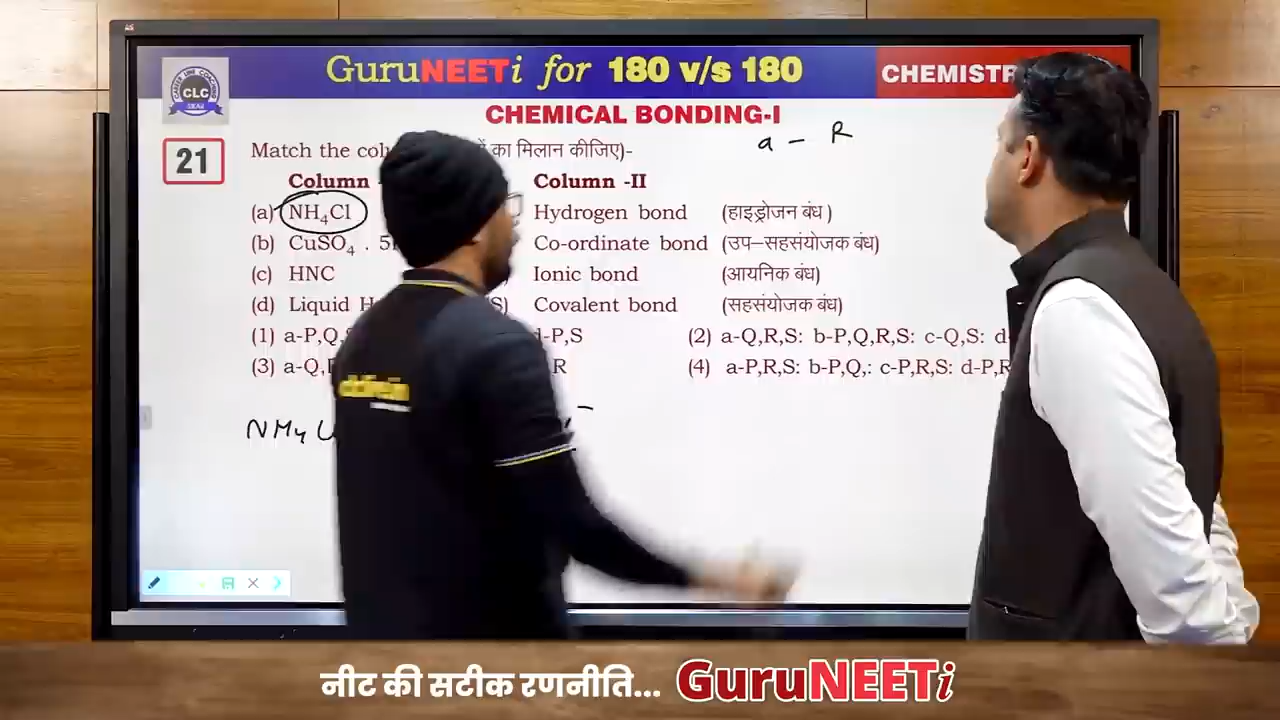 GuruNEETi for 180 v/s 180
CHEMISTR
CLC
CHEMICAL BONDING-I
a - R
21
Match the का मिलान कीजिए)-
Column Column -II
(a) NH₄Cl Hydrogen bond (हाइड्रोजन बंध )
(b) CuSO₄ . 5 Co-ordinate bond (उप–सहसंयोजक बंध)
(c) HNC Ionic bond (आयनिक बंध)
(d) Liquid S) Covalent bond (सहसंयोजक बंध)
(1) a-P,Q, d-P,S (2) a-Q,R,S: b-P,Q,R,S: c-Q,S:
(3) (4) a-P,R,S: b-P,Q,: c-P,R,S: d-P,R
NH4
नीट की सटीक रणनीति... GuruNEETi